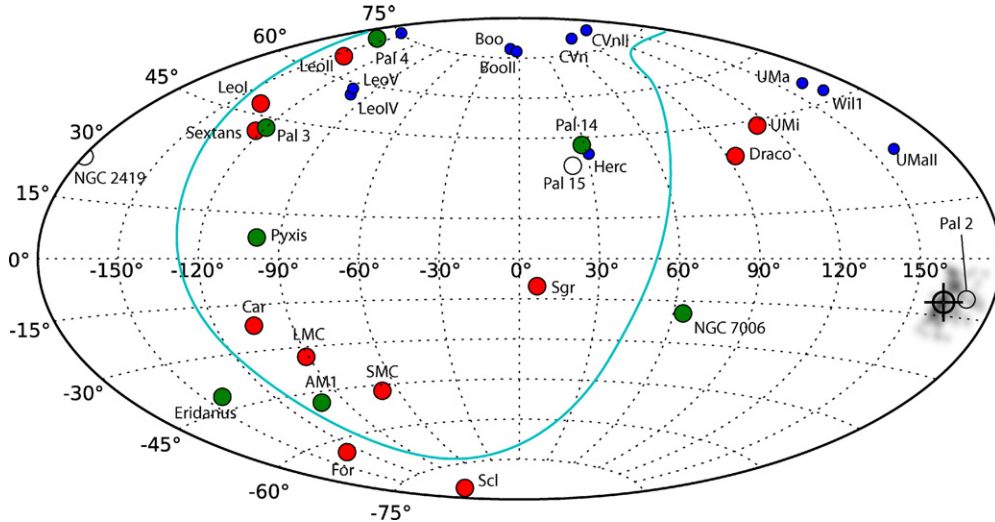 75°
60°
Boo
CVnII
Pal 4
BooII
CVn
LeoII
45°
LeoV
UMa
LeoI
LeoIV
Wil1
30°
Sextans
Pal 3
Pal 14
UMi
Draco
UMaII
NGC 2419
Pal 15
Herc
15°
Pal 2
Pyxis
0°
-150°
-120°
-90°
-60°
-30°
0°
30°
60°
90°
120°
150°
Sgr
Car
-15°
NGC 7006
LMC
SMC
AM1
-30°
Eridanus
-45°
For
Scl
-60°
-75°